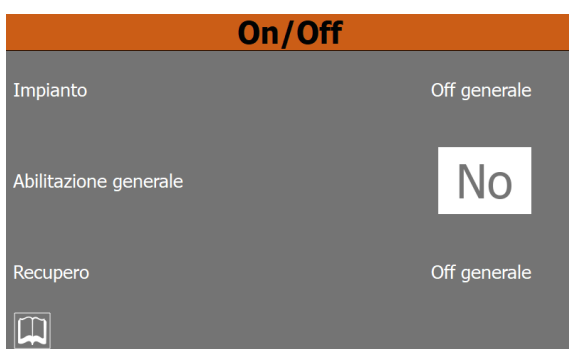 On/Off
Impianto Off generale
Abilitazione generale No
Recupero Off generale